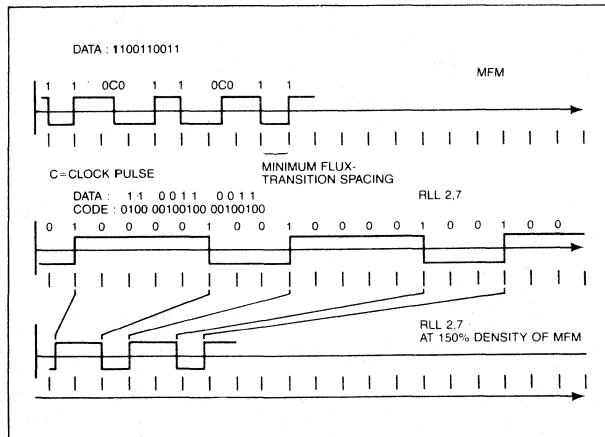 DATA : 1100110011
1 1 0C0 1 1 0C0 1 1
MFM
C=CLOCK PULSE
MINIMUM FLUX-
TRANSITION SPACING
DATA : 1 1 0 0 1 1 0 0 1 1
CODE : 0100 00100100 00100100
RLL 2,7
0 1 0 0 0 0 1 0 0 1 0 0 0 0 1 0 0 1 0 0
RLL 2,7
AT 150% DENSITY OF MFM